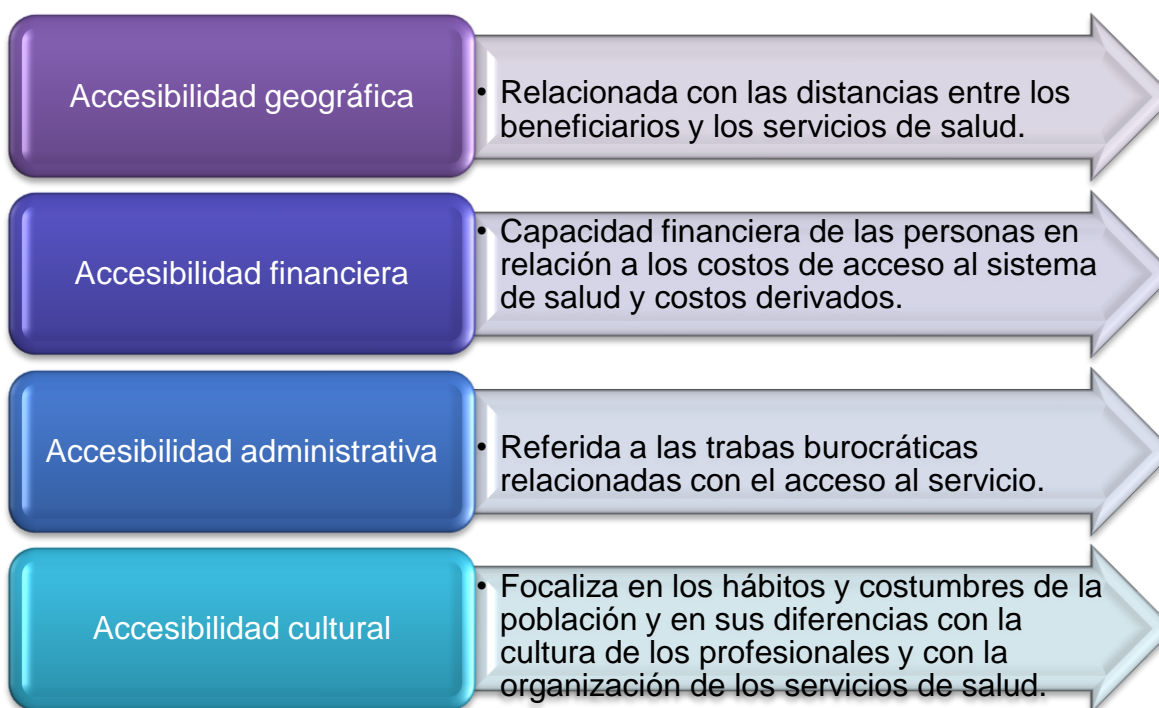 Accesibilidad geográfica
• Relacionada con las distancias entre los
beneficiarios y los servicios de salud.
Accesibilidad financiera
• Capacidad financiera de las personas en
relación a los costos de acceso al sistema
de salud y costos derivados.
Accesibilidad administrativa
• Referida a las trabas burocráticas
relacionadas con el acceso al servicio.
Accesibilidad cultural
• Focaliza en los hábitos y costumbres de la
población y en sus diferencias con la
cultura de los profesionales y con la
organización de los servicios de salud.